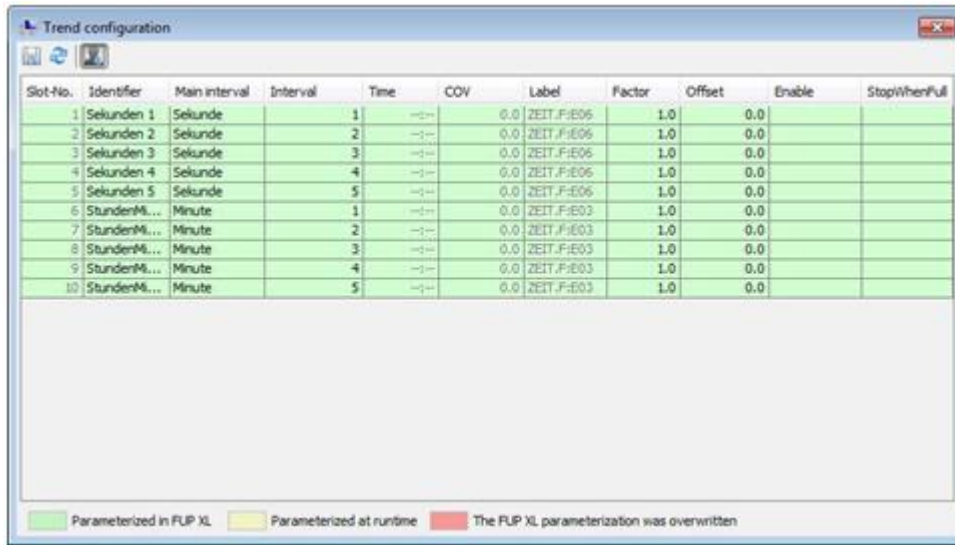 Trend configuration
Slot-No. Identifier Main interval Interval Time COV Label Factor Offset Enable StopWhenFull
1 Sekunden 1 Sekunde 1 --:-- 0.0 ZEIT.F:E06 1.0 0.0
2 Sekunden 2 Sekunde 2 --:-- 0.0 ZEIT.F:E06 1.0 0.0
3 Sekunden 3 Sekunde 3 --:-- 0.0 ZEIT.F:E06 1.0 0.0
4 Sekunden 4 Sekunde 4 --:-- 0.0 ZEIT.F:E06 1.0 0.0
5 Sekunden 5 Sekunde 5 --:-- 0.0 ZEIT.F:E06 1.0 0.0
6 StundenMi... Minute 1 --:-- 0.0 ZEIT.F:E03 1.0 0.0
7 StundenMi... Minute 2 --:-- 0.0 ZEIT.F:E03 1.0 0.0
8 StundenMi... Minute 3 --:-- 0.0 ZEIT.F:E03 1.0 0.0
9 StundenMi... Minute 4 --:-- 0.0 ZEIT.F:E03 1.0 0.0
10 StundenMi... Minute 5 --:-- 0.0 ZEIT.F:E03 1.0 0.0
Parameterized in FUP XL Parameterized at runtime The FUP XL parameterization was overwritten